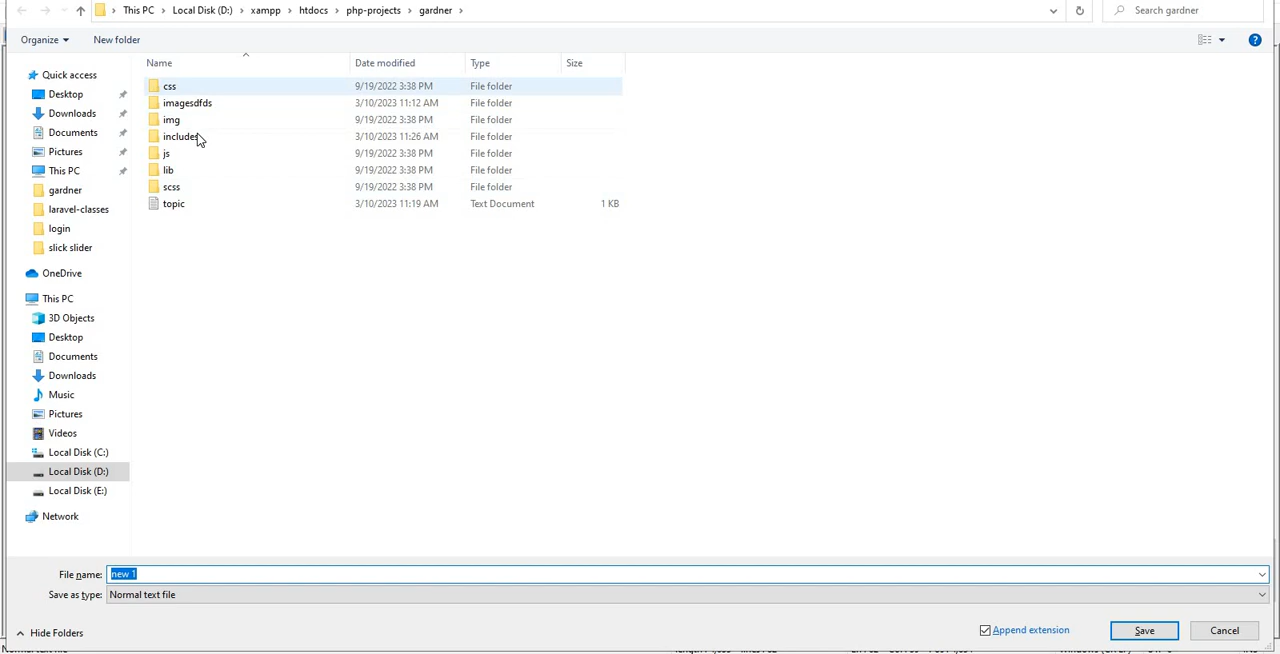 This PC > Local Disk (D:) > xampp > htdocs > php-projects > gardner >
Search gardner
Organize
New folder
Name Date modified Type Size
css 9/19/2022 3:38 PM File folder
imagesdfds 3/10/2023 11:12 AM File folder
img 9/19/2022 3:38 PM File folder
includes 3/10/2023 11:26 AM File folder
js 9/19/2022 3:38 PM File folder
lib 9/19/2022 3:38 PM File folder
scss 9/19/2022 3:38 PM File folder
topic 3/10/2023 11:19 AM Text Document 1 KB
Quick access
Desktop
Downloads
Documents
Pictures
This PC
gardner
laravel-classes
login
slick slider
OneDrive
This PC
3D Objects
Desktop
Documents
Downloads
Music
Pictures
Videos
Local Disk (C:)
Local Disk (D:)
Local Disk (E:)
Network
File name: new 1
Save as type: Normal text file
Hide Folders
Append extension
Save
Cancel